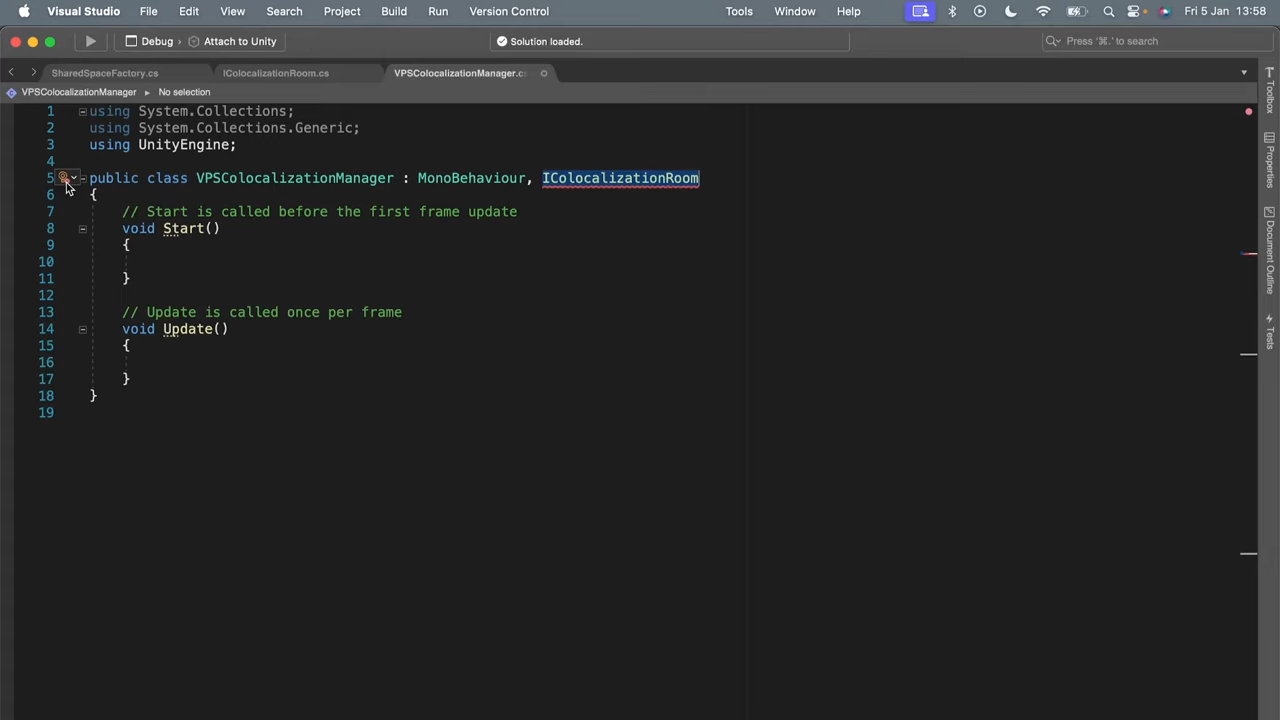 Visual Studio File Edit View Search Project Build Run Version Control Tools Window Help Fri 5 Jan 13:58
Debug Attach to Unity Solution loaded. Press '⌘.' to search
SharedSpaceFactory.cs IColocalizationRoom.cs VPSColocalizationManager.cs
VPSColocalizationManager No selection
1 using System.Collections;
2 using System.Collections.Generic;
3 using UnityEngine;
4
5 public class VPSColocalizationManager : MonoBehaviour, IColocalizationRoom
6 {
7 // Start is called before the first frame update
8 void Start()
9 {
10
11 }
12
13 // Update is called once per frame
14 void Update()
15 {
16
17 }
18 }
19
Toolbox
Properties
Document Outline
Tests